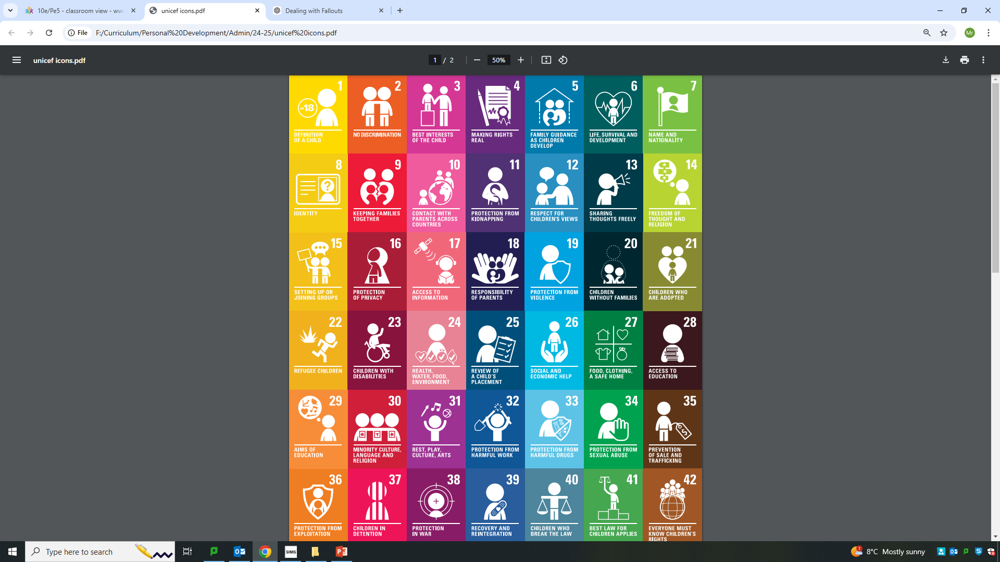 10e/Pe5 - classroom view - ww
unicef icons.pdf
Dealing with Fallouts
File
F:/Curriculum/Personal%20Development/Admin/24-25/unicef%20icons.pdf
Mr
unicef icons.pdf
1 / 2
50%
1
-18
DEFINITION
OF A CHILD
2
NO DISCRIMINATION
3
BEST INTERESTS
OF THE CHILD
4
MAKING RIGHTS
REAL
5
FAMILY GUIDANCE
AS CHILDREN
DEVELOP
6
LIFE, SURVIVAL AND
DEVELOPMENT
7
NAME AND
NATIONALITY
8
?
IDENTITY
9
KEEPING FAMILIES
TOGETHER
10
CONTACT WITH
PARENTS ACROSS
COUNTRIES
11
PROTECTION FROM
KIDNAPPING
12
RESPECT FOR
CHILDREN'S VIEWS
13
SHARING
THOUGHTS FREELY
14
FREEDOM OF
THOUGHT AND
RELIGION
15
SETTING UP OR
JOINING GROUPS
16
PROTECTION
OF PRIVACY
17
ACCESS TO
INFORMATION
18
RESPONSIBILITY
OF PARENTS
19
PROTECTION FROM
VIOLENCE
20
CHILDREN
WITHOUT FAMILIES
21
CHILDREN WHO
ARE ADOPTED
22
REFUGEE CHILDREN
23
CHILDREN WITH
DISABILITIES
24
HEALTH,
WATER, FOOD,
ENVIRONMENT
25
REVIEW OF
A CHILD'S
PLACEMENT
26
SOCIAL AND
ECONOMIC HELP
27
FOOD, CLOTHING,
A SAFE HOME
28
ACCESS TO
EDUCATION
29
AIMS OF
EDUCATION
30
MINORITY CULTURE,
LANGUAGE AND
RELIGION
31
REST, PLAY,
CULTURE, ARTS
32
PROTECTION FROM
HARMFUL WORK
33
PROTECTION FROM
HARMFUL DRUGS
34
PROTECTION FROM
SEXUAL ABUSE
35
$
PREVENTION
OF SALE AND
TRAFFICKING
36
PROTECTION FROM
EXPLOITATION
37
CHILDREN IN
DETENTION
38
PROTECTION
IN WAR
39
RECOVERY AND
REINTEGRATION
40
CHILDREN WHO
BREAK THE LAW
41
BEST LAW FOR
CHILDREN APPLIES
42
EVERYONE MUST
KNOW CHILDREN'S
RIGHTS
Type here to search
SIMS
1
8°C Mostly sunny